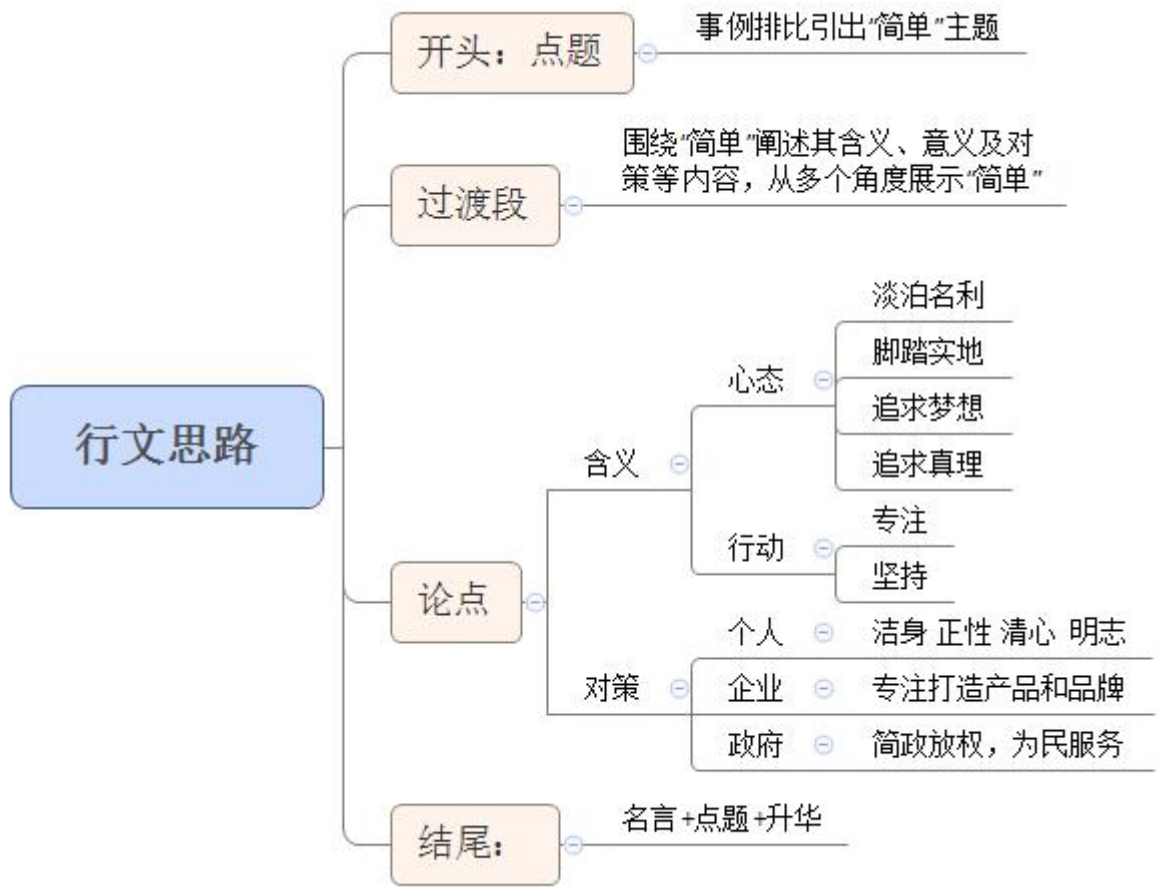 行文思路
开头：点题
事例排比引出“简单”主题
过渡段
围绕“简单”阐述其含义、意义及对
策等内容，从多个角度展示“简单”
论点
含义
心态
淡泊名利
脚踏实地
追求梦想
追求真理
行动
专注
坚持
对策
个人
洁身 正性 清心 明志
企业
专注打造产品和品牌
政府
简政放权，为民服务
结尾：
名言+点题+升华